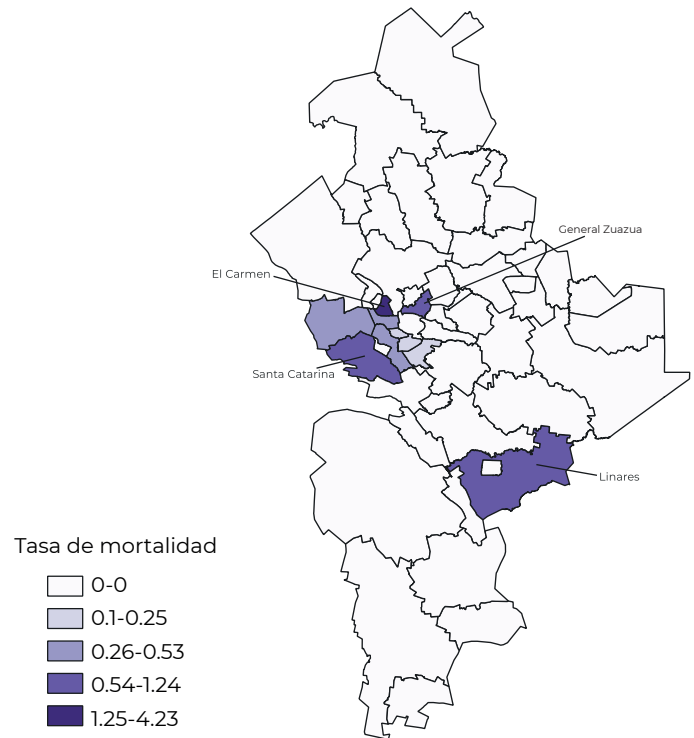 General Zuazua
El Carmen
Santa Catarina
Linares
Tasa de mortalidad
0-0
0.1-0.25
0.26-0.53
0.54-1.24
1.25-4.23